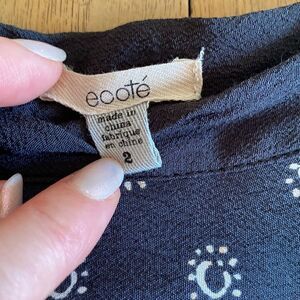 ecoté
made in
china
fabriqué
en chine
2